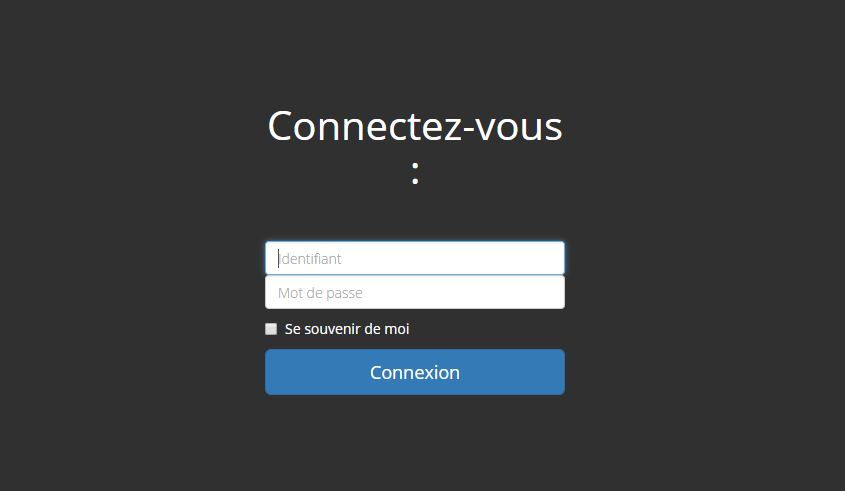 Connectez-vous
:
Identifiant
Mot de passe
Se souvenir de moi
Connexion